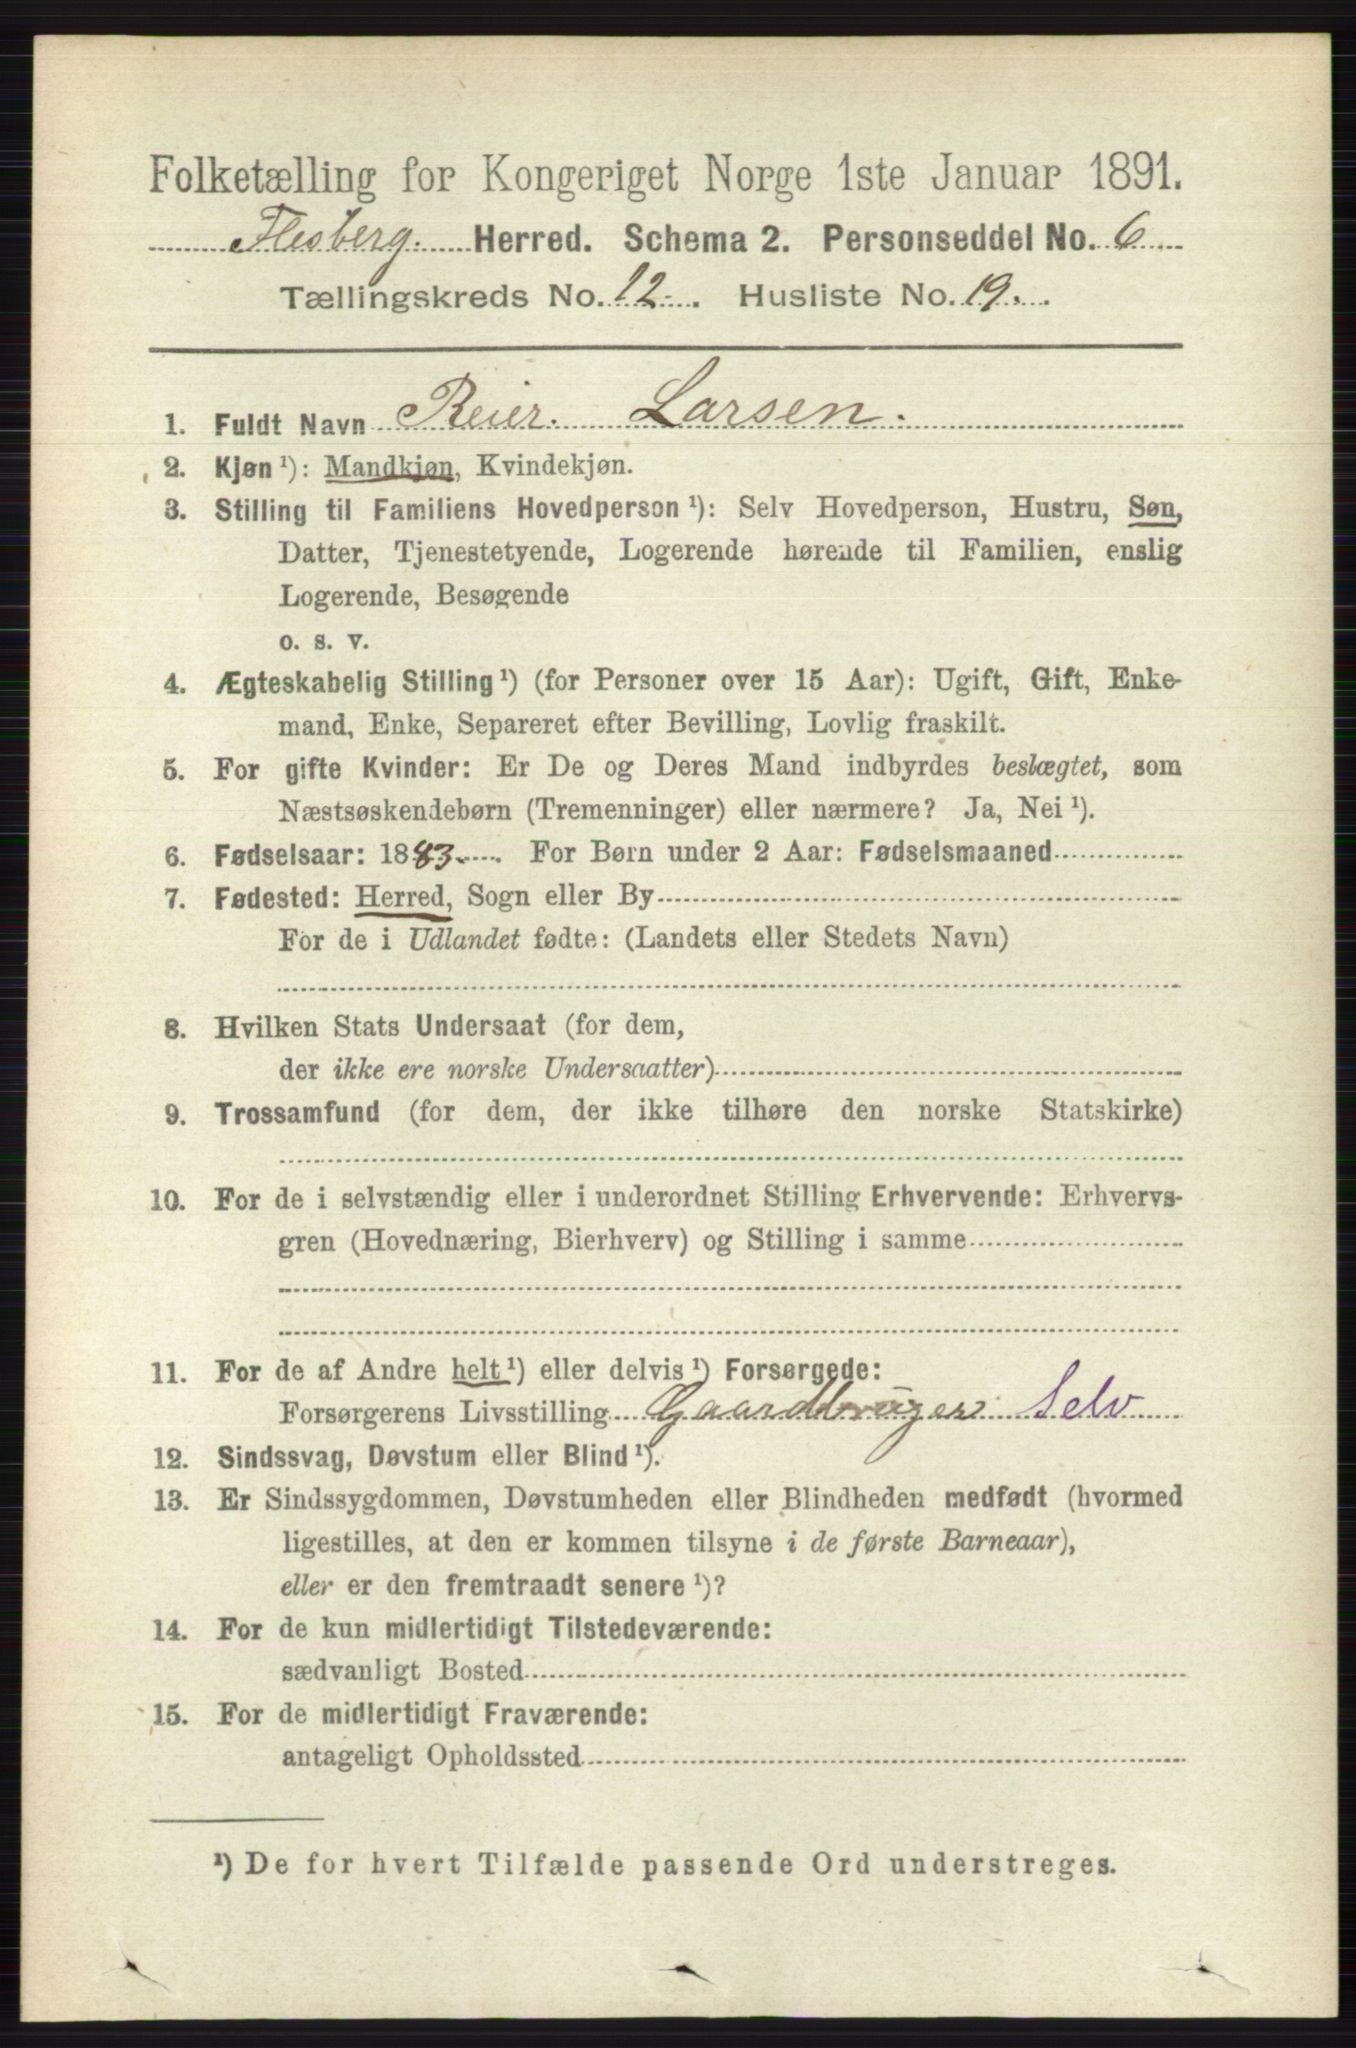 Folketælling for Kongeriget Norge 1ste Januar 1891.
Flesberg. Herred. Schema 2. Personseddel No. 6
Tællingskreds No. 12. Husliste No. 19.
1. Fuldt Navn Reier. Larsen.
2. Kjøn ¹): Mandkjøn, Kvindekjøn.
3. Stilling til Familiens Hovedperson ¹): Selv Hovedperson, Hustru, Søn,
Datter, Tjenestetyende, Logerende hørende til Familien, enslig
Logerende, Besøgende
o. s. v.
4. Ægteskabelig Stilling ¹) (for Personer over 15 Aar): Ugift, Gift, Enke-
mand, Enke, Separeret efter Bevilling, Lovlig fraskilt.
5. For gifte Kvinder: Er De og Deres Mand indbyrdes beslægtet, som
Næstsøskendebørn (Tremenninger) eller nærmere? Ja, Nei ¹).
6. Fødselsaar: 1883. For Børn under 2 Aar: Fødselsmaaned
7. Fødested: Herred, Sogn eller By
For de i Udlandet fødte: (Landets eller Stedets Navn)
8. Hvilken Stats Undersaat (for dem,
der ikke ere norske Undersaatter)
9. Trossamfund (for dem, der ikke tilhøre den norske Statskirke)
10. For de i selvstændig eller i underordnet Stilling Erhvervende: Erhvervs-
gren (Hovednæring, Bierhverv) og Stilling i samme
11. For de af Andre helt ¹) eller delvis ¹) Forsørgede:
Forsørgerens Livsstilling Gaardbruger Selv
12. Sindssvag, Døvstum eller Blind ¹).
13. Er Sindssygdommen, Døvstumheden eller Blindheden medfødt (hvormed
ligestilles, at den er kommen tilsyne i de første Barneaar),
eller er den fremtraadt senere ¹)?
14. For de kun midlertidigt Tilstedeværende:
sædvanligt Bosted
15. For de midlertidigt Fraværende:
antageligt Opholdssted
¹) De for hvert Tilfælde passende Ord understreges.